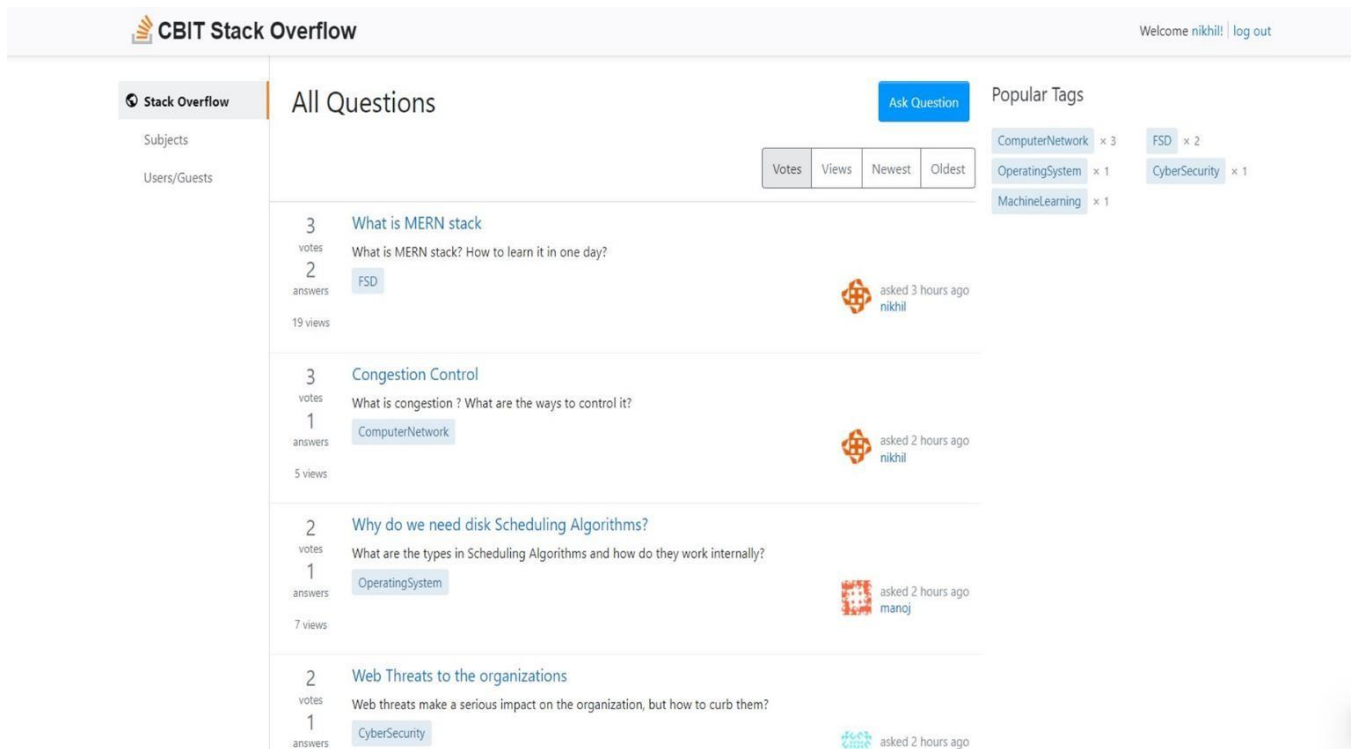 CBIT Stack Overflow
Welcome nikhil! log out
Stack Overflow
Subjects
Users/Guests
All Questions
Ask Question
Votes Views Newest Oldest
3
votes
2
answers
19 views
What is MERN stack
What is MERN stack? How to learn it in one day?
FSD
asked 3 hours ago
nikhil
3
votes
1
answers
5 views
Congestion Control
What is congestion ? What are the ways to control it?
ComputerNetwork
asked 2 hours ago
nikhil
2
votes
1
answers
7 views
Why do we need disk Scheduling Algorithms?
What are the types in Scheduling Algorithms and how do they work internally?
OperatingSystem
asked 2 hours ago
manoj
2
votes
1
answers
Web Threats to the organizations
Web threats make a serious impact on the organization, but how to curb them?
CyberSecurity
asked 2 hours ago
Popular Tags
ComputerNetwork × 3 FSD × 2
OperatingSystem × 1 CyberSecurity × 1
MachineLearning × 1